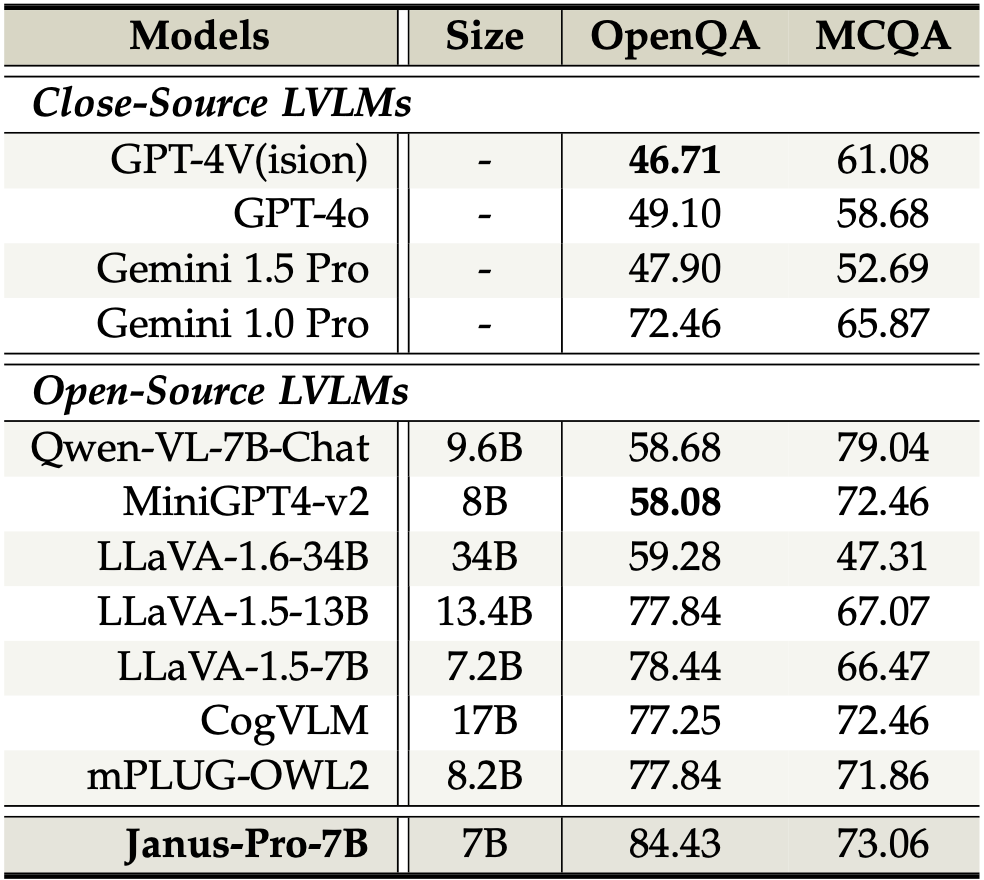 Models Size OpenQA MCQA
Close-Source LVLMs
GPT-4V(ision) - 46.71 61.08
GPT-4o - 49.10 58.68
Gemini 1.5 Pro - 47.90 52.69
Gemini 1.0 Pro - 72.46 65.87
Open-Source LVLMs
Qwen-VL-7B-Chat 9.6B 58.68 79.04
MiniGPT4-v2 8B 58.08 72.46
LLaVA-1.6-34B 34B 59.28 47.31
LLaVA-1.5-13B 13.4B 77.84 67.07
LLaVA-1.5-7B 7.2B 78.44 66.47
CogVLM 17B 77.25 72.46
mPLUG-OWL2 8.2B 77.84 71.86
Janus-Pro-7B 7B 84.43 73.06